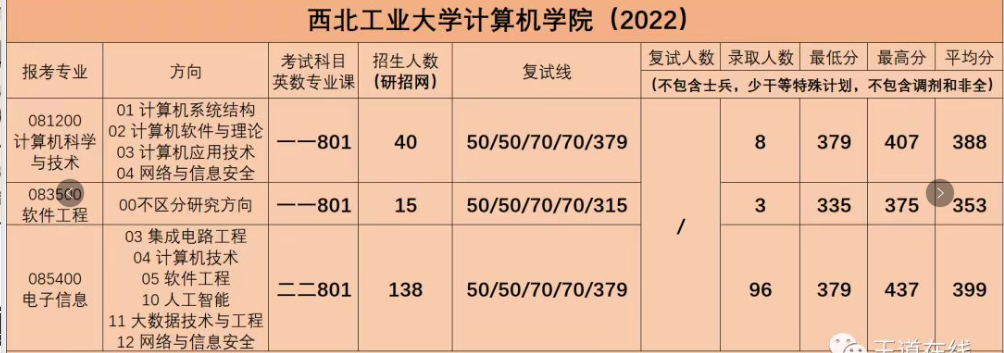 西北工业大学计算机学院（2022）
报考专业
方向
考试科目
英数专业课
招生人数
(研招网)
复试线
复试人数 录取人数 最低分 最高分 平均分
(不包含士兵，少干等特殊计划，不包含调剂和非全)
081200
计算机科学
与技术
01 计算机系统结构
02 计算机软件与理论
03 计算机应用技术
04 网络与信息安全
一一801
40
50/50/70/70/379
/
8
379
407
388
083500
软件工程
00不区分研究方向
一一801
15
50/50/70/70/315
3
335
375
353
085400
电子信息
03 集成电路工程
04 计算机技术
05 软件工程
10 人工智能
11 大数据技术与工程
12 网络与信息安全
二二801
138
50/50/70/70/379
96
379
437
399
王道在线